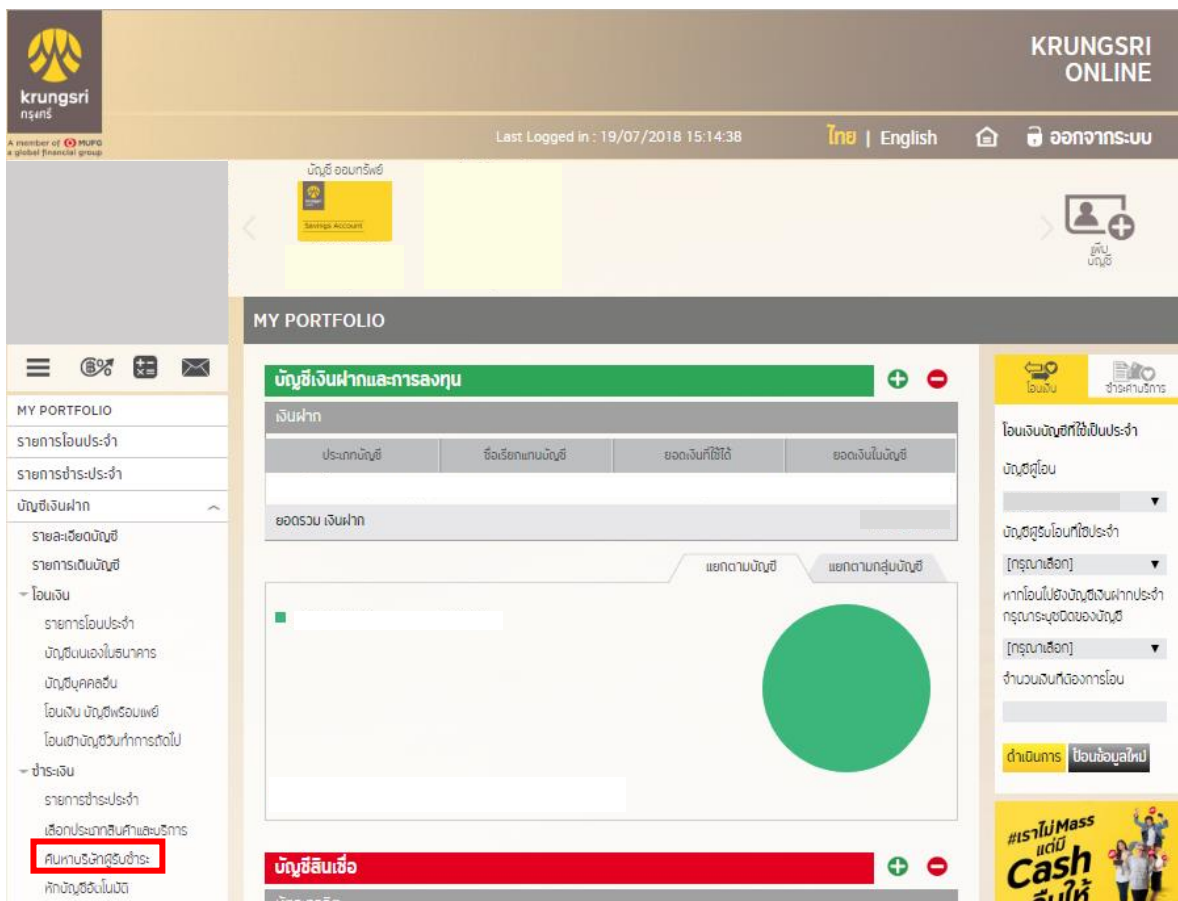 krungsri
กรุงศรี
A member of MUFG
a global financial group
KRUNGSRI
ONLINE
Last Logged in : 19/07/2018 15:14:38
ไทย | English
ออกจากระบบ
บัญชี ออมทรัพย์
Savings Account
เพิ่ม
บัญชี
MY PORTFOLIO
MY PORTFOLIO
รายการโอนประจำ
รายการชำระประจำ
บัญชีเงินฝาก
รายละเอียดบัญชี
รายการเดินบัญชี
โอนเงิน
รายการโอนประจำ
บัญชีตนเองในธนาคาร
บัญชีบุคคลอื่น
โอนเงิน บัญชีพร้อมเพย์
โอนเข้าบัญชีวันทำการถัดไป
ชำระเงิน
รายการชำระประจำ
เลือกประเภทสินค้าและบริการ
ค้นหาบริษัทผู้รับชำระ
หักบัญชีอัตโนมัติ
บัญชีเงินฝากและการลงทุน
เงินฝาก
ประเภทบัญชี ชื่อเรียกแทนบัญชี ยอดเงินที่ใช้ได้ ยอดเงินในบัญชี
ยอดรวม เงินฝาก
แยกตามบัญชี แยกตามกลุ่มบัญชี
บัญชีสินเชื่อ
โอนเงิน ชำระค่าบริการ
โอนเงินบัญชีที่ใช้เป็นประจำ
บัญชีผู้โอน
บัญชีผู้รับโอนที่ใช้ประจำ
[กรุณาเลือก]
หากโอนไปยังบัญชีเงินฝากประจำ
กรุณาระบุชนิดของบัญชี
[กรุณาเลือก]
จำนวนเงินที่ต้องการโอน
ดำเนินการ ป้อนข้อมูลใหม่
#เราไม่Mass
แต่มี
Cash
คืนให้